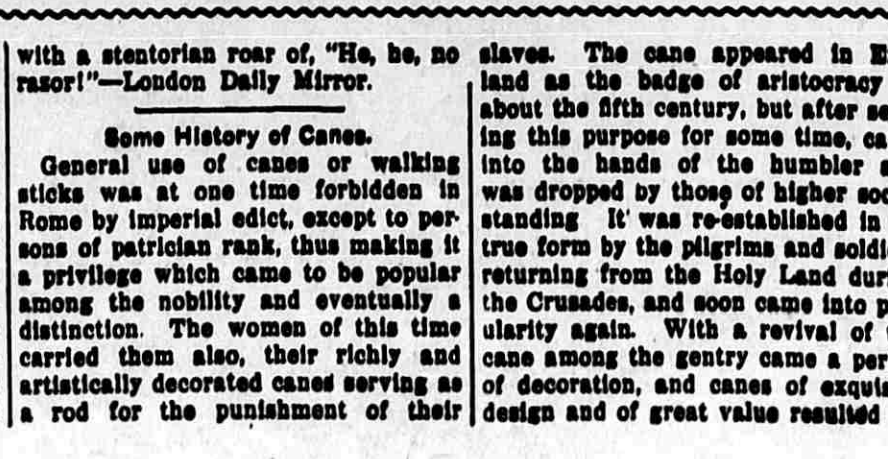 with a stentorian roar of, "He, he, no
razor!"—London Daily Mirror.
Some History of Canes.
General use of canes or walking
sticks was at one time forbidden in
Rome by imperial edict, except to per-
sons of patrician rank, thus making it
a privilege which came to be popular
among the nobility and eventually a
distinction. The women of this time
carried them also, their richly and
artistically decorated canes serving as
a rod for the punishment of their
slaves. The cane appeared in E
land as the badge of aristocracy
about the fifth century, but after se
ing this purpose for some time, ca
into the hands of the humbler a
was dropped by those of higher soc
standing It was re-established in
true form by the pilgrims and soldi
returning from the Holy Land dur
the Crusades, and soon came into p
ularity again. With a revival of t
cane among the gentry came a per
of decoration, and canes of exquis
design and of great value resulted